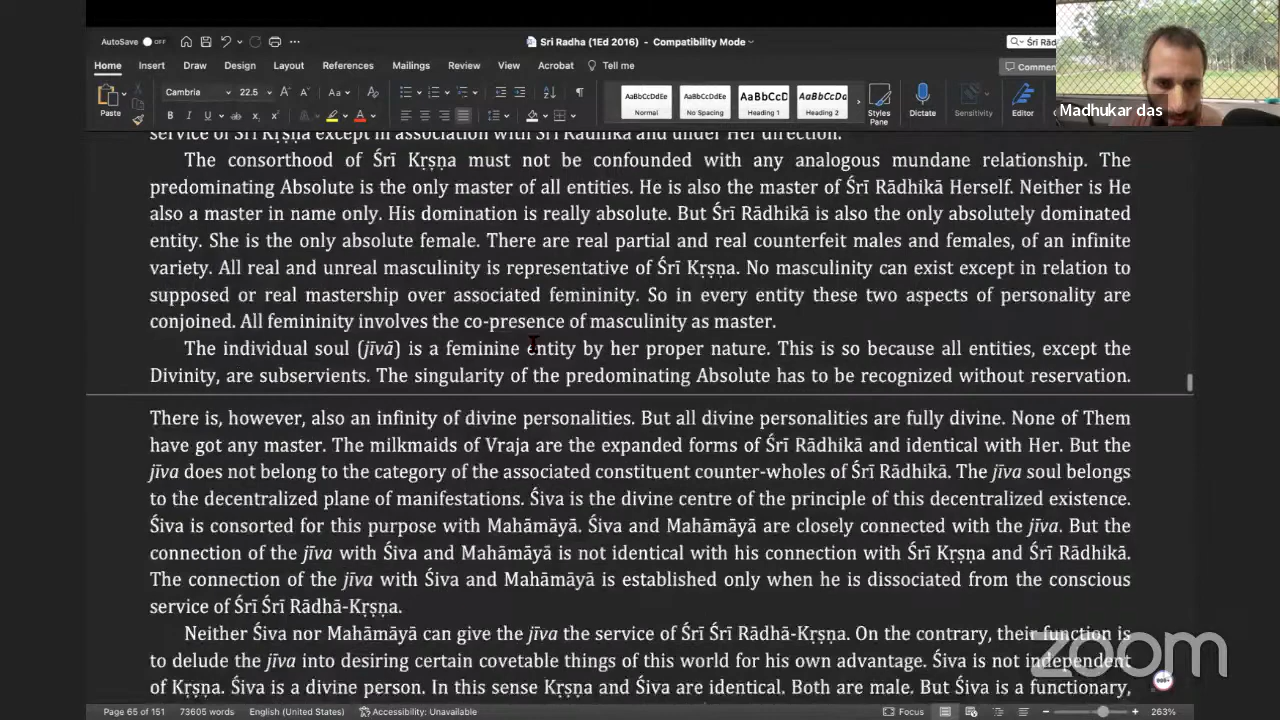 AutoSave OFF Sri Radha (1Ed 2016) - Compatibility Mode Śrī Rād
Home Insert Draw Design Layout References Mailings Review View Acrobat Tell me Commen
Paste Cambria 22.5 AaBbCcDdEe AaBbCcDdEe AaBbCcD AaBbCcDc
Normal No Spacing Heading 1 Heading 2 Styles Pane Dictate Sensitivity Editor
Madhukar das
service of Śrī Kṛṣṇa except in association with Śrī Rādhikā and under Her direction.
The consorthood of Śrī Kṛṣṇa must not be confounded with any analogous mundane relationship. The
predominating Absolute is the only master of all entities. He is also the master of Śrī Rādhikā Herself. Neither is He
also a master in name only. His domination is really absolute. But Śrī Rādhikā is also the only absolutely dominated
entity. She is the only absolute female. There are real partial and real counterfeit males and females, of an infinite
variety. All real and unreal masculinity is representative of Śrī Kṛṣṇa. No masculinity can exist except in relation to
supposed or real mastership over associated femininity. So in every entity these two aspects of personality are
conjoined. All femininity involves the co-presence of masculinity as master.
The individual soul (jīvā) is a feminine entity by her proper nature. This is so because all entities, except the
Divinity, are subservients. The singularity of the predominating Absolute has to be recognized without reservation.
There is, however, also an infinity of divine personalities. But all divine personalities are fully divine. None of Them
have got any master. The milkmaids of Vraja are the expanded forms of Śrī Rādhikā and identical with Her. But the
jīva does not belong to the category of the associated constituent counter-wholes of Śrī Rādhikā. The jīva soul belongs
to the decentralized plane of manifestations. Śiva is the divine centre of the principle of this decentralized existence.
Śiva is consorted for this purpose with Mahāmāyā. Śiva and Mahāmāyā are closely connected with the jīva. But the
connection of the jīva with Śiva and Mahāmāyā is not identical with his connection with Śrī Kṛṣṇa and Śrī Rādhikā.
The connection of the jīva with Śiva and Mahāmāyā is established only when he is dissociated from the conscious
service of Śrī Śrī Rādhā-Kṛṣṇa.
Neither Śiva nor Mahāmāyā can give the jīva the service of Śrī Śrī Rādhā-Kṛṣṇa. On the contrary, their function is
to delude the jīva into desiring certain covetable things of this world for his own advantage. Śiva is not independent
of Kṛṣṇa. Śiva is a divine person. In this sense Kṛṣṇa and Śiva are identical. Both are male. But Śiva is a functionary,
zoom
Page 65 of 151 73605 words English (United States) Accessibility: Unavailable Focus 263%